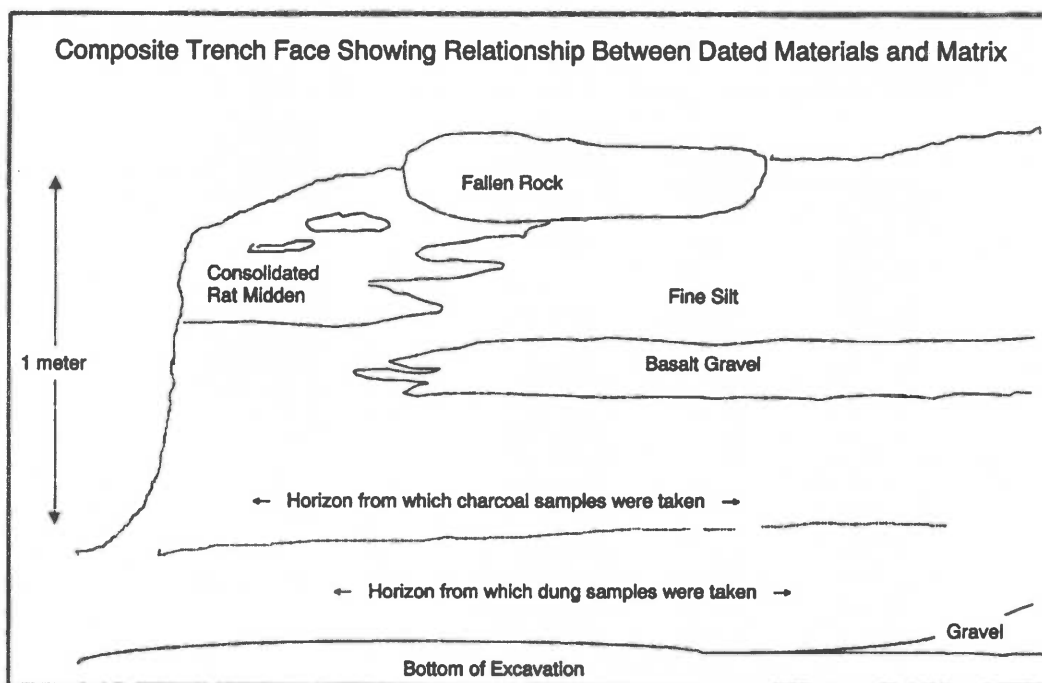 Composite Trench Face Showing Relationship Between Dated Materials and Matrix
Fallen Rock
Consolidated
Rat Midden
Fine Silt
1 meter
Basalt Gravel
← Horizon from which charcoal samples were taken →
← Horizon from which dung samples were taken →
Gravel
Bottom of Excavation